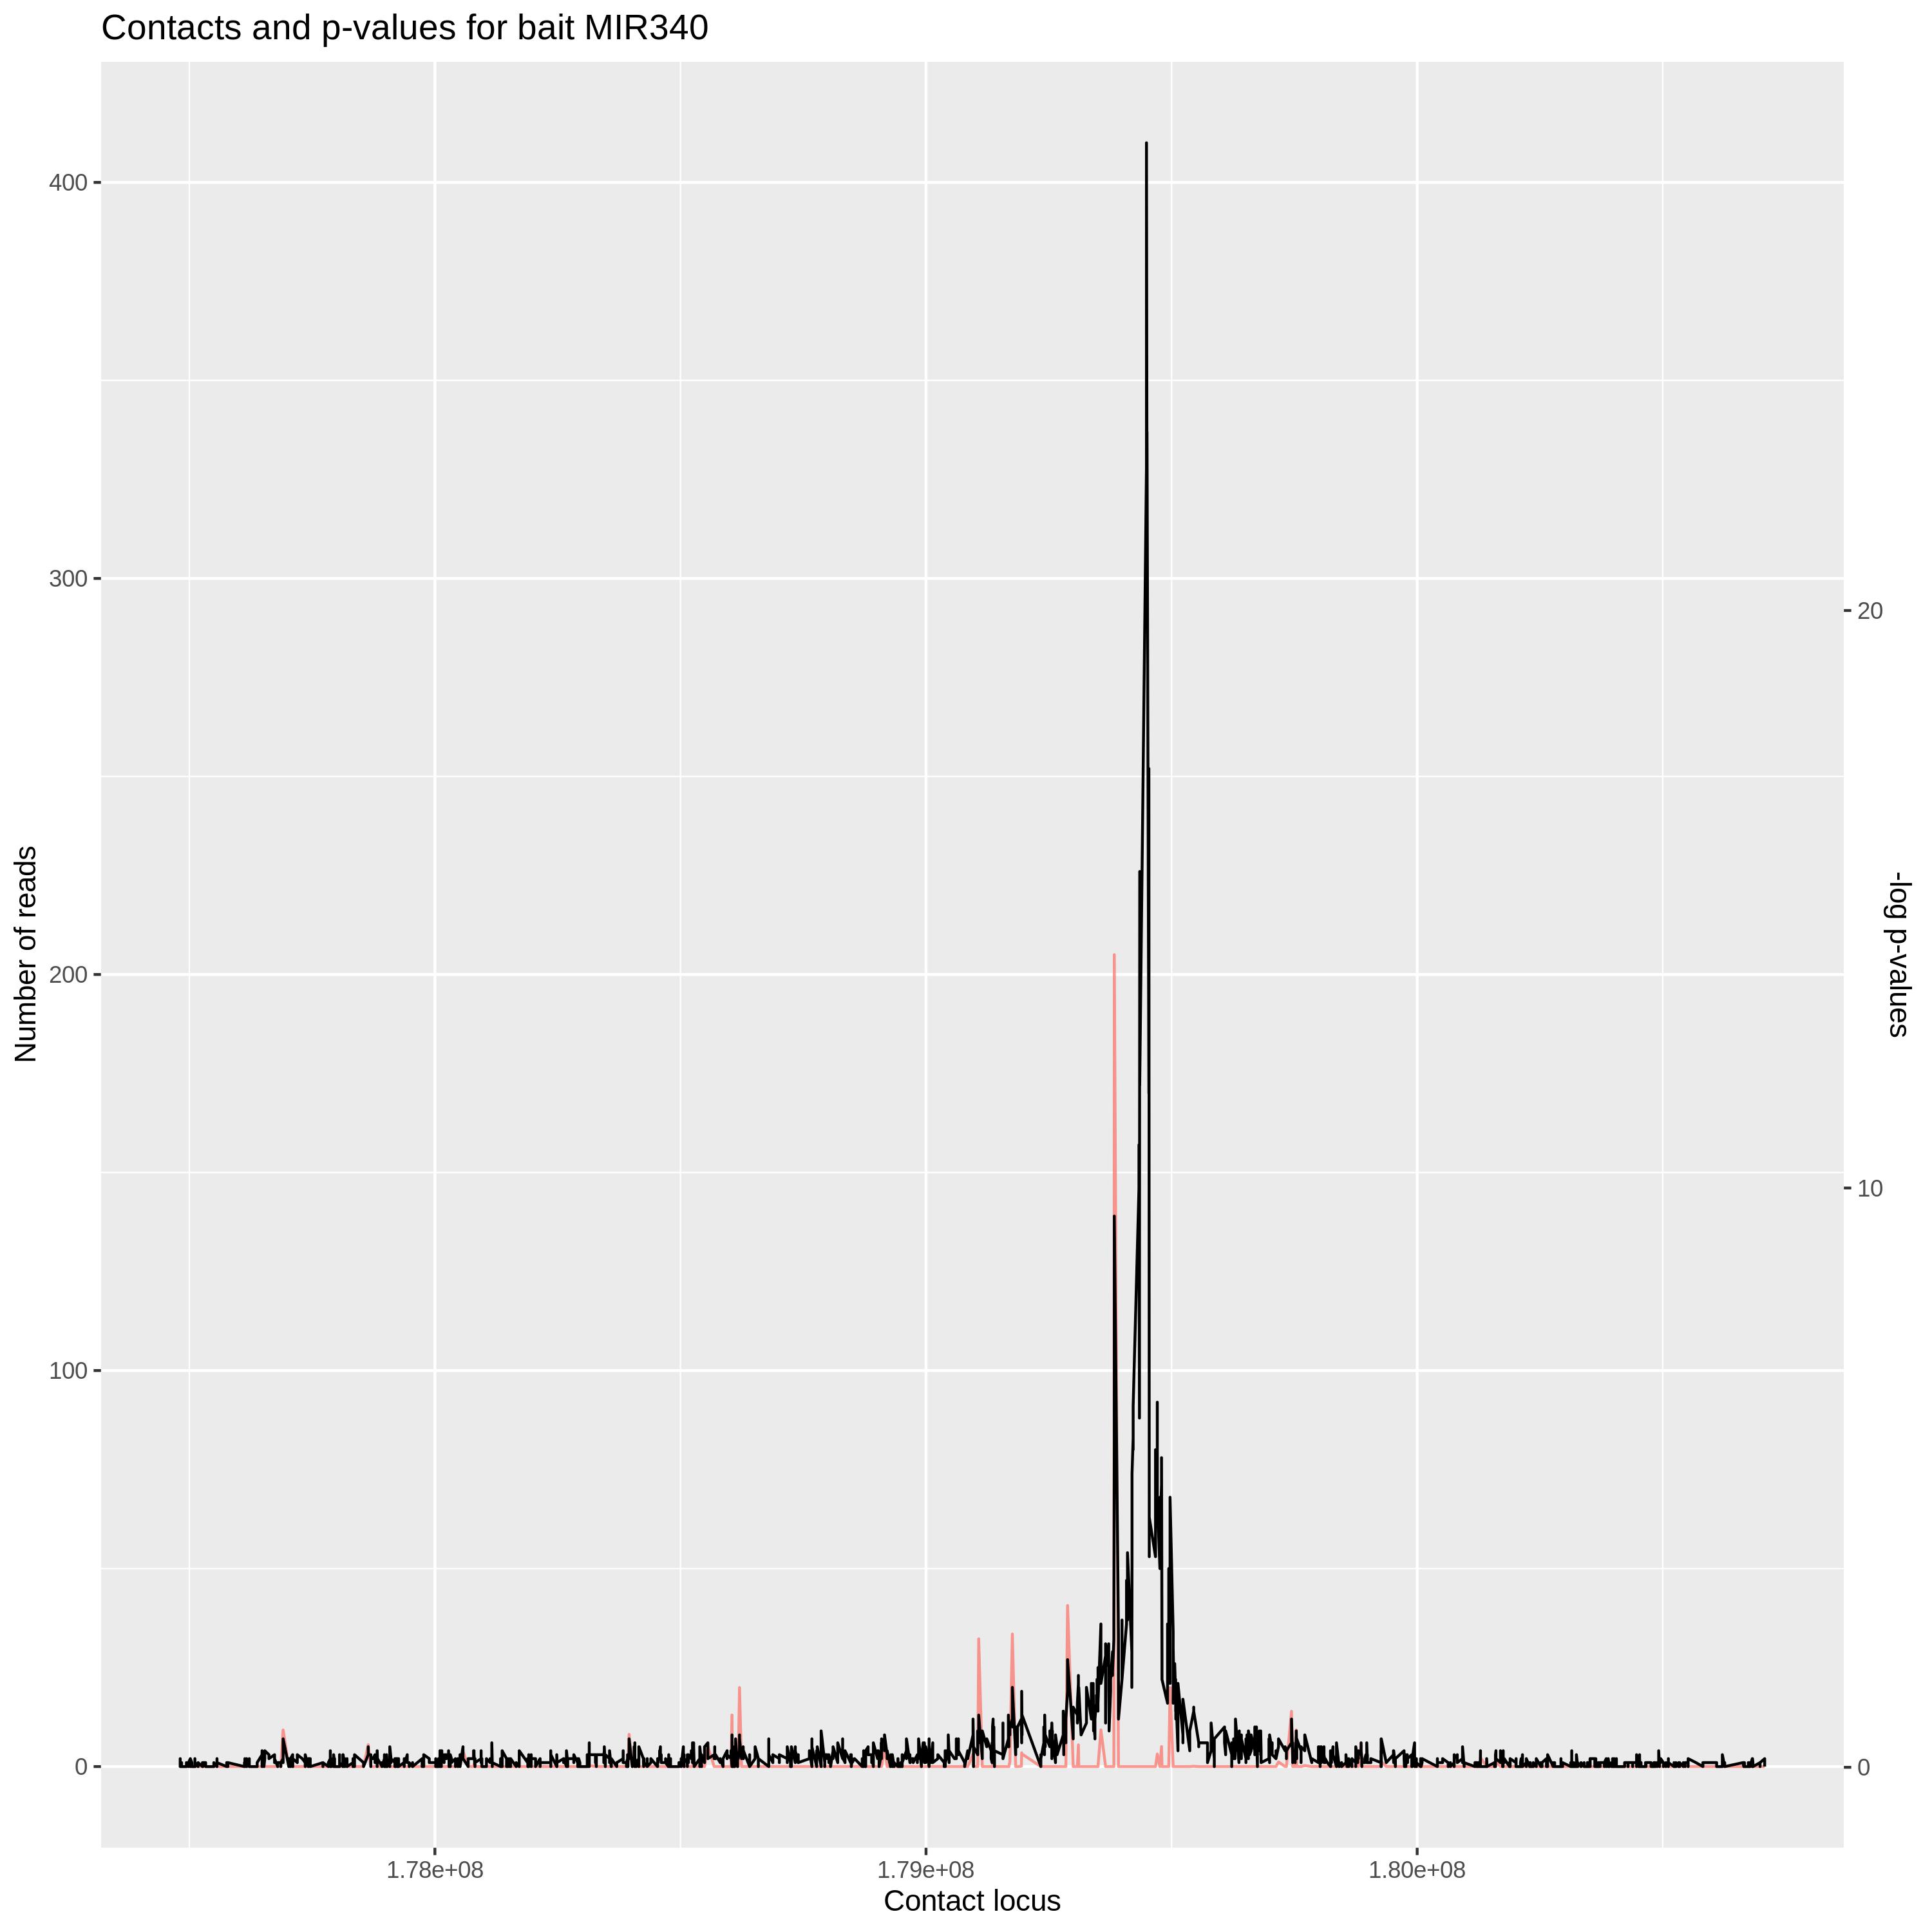 Contacts and p-values for bait MIR340
400
300
200
100
0
20
10
0
Number of reads
-log p-values
1.78e+08
1.79e+08
1.80e+08
Contact locus